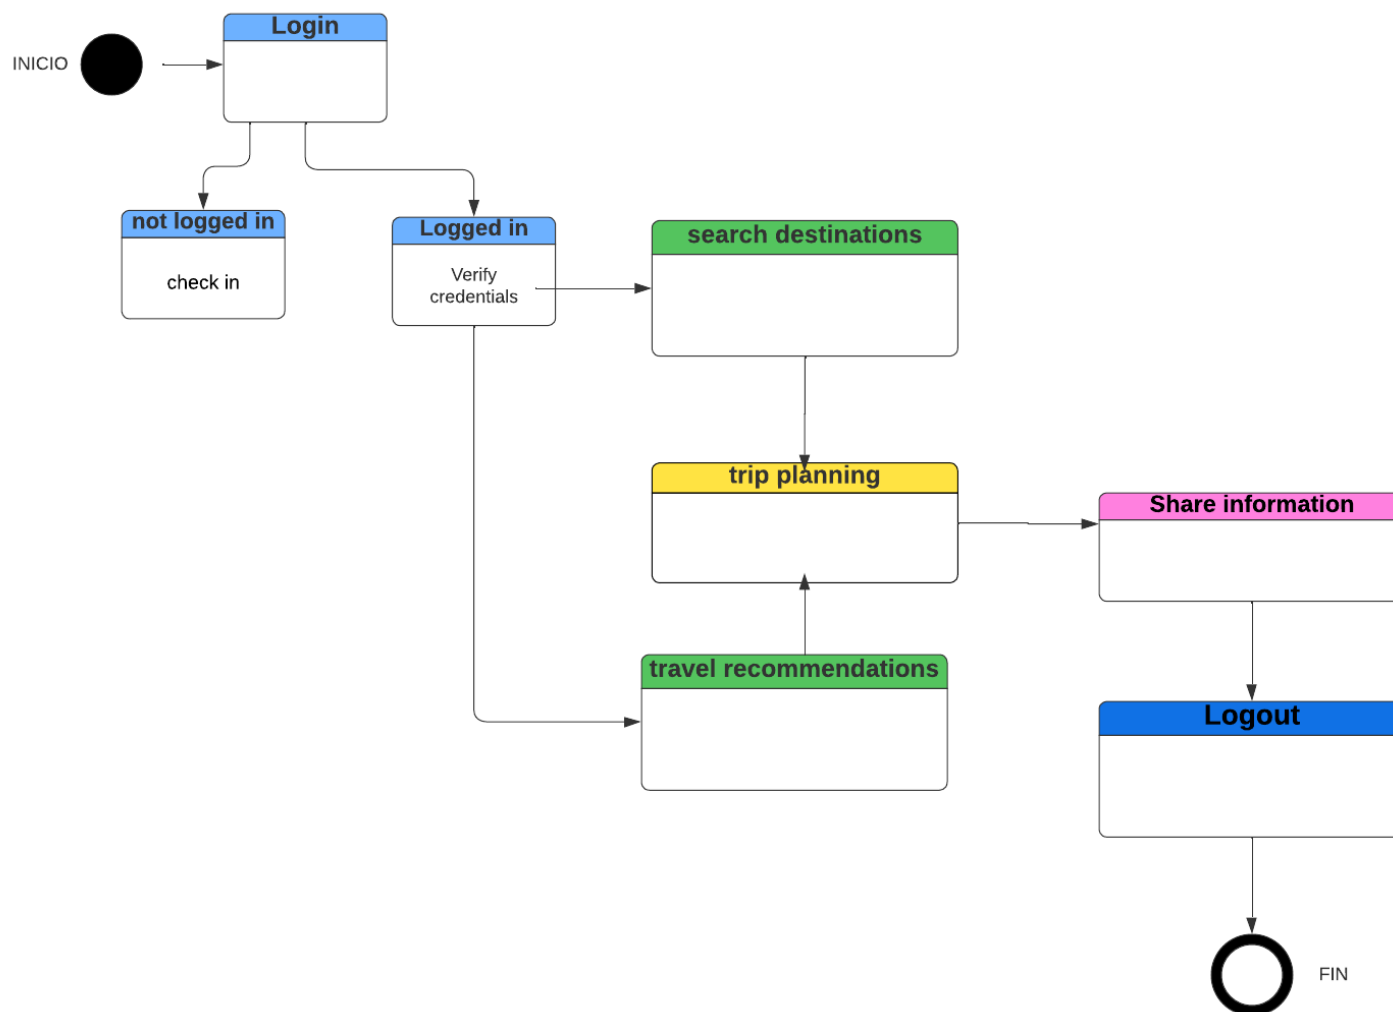 Login
INICIO
not logged in
check in
Logged in
Verify
credentials
search destinations
trip planning
Share information
travel recommendations
Logout
FIN